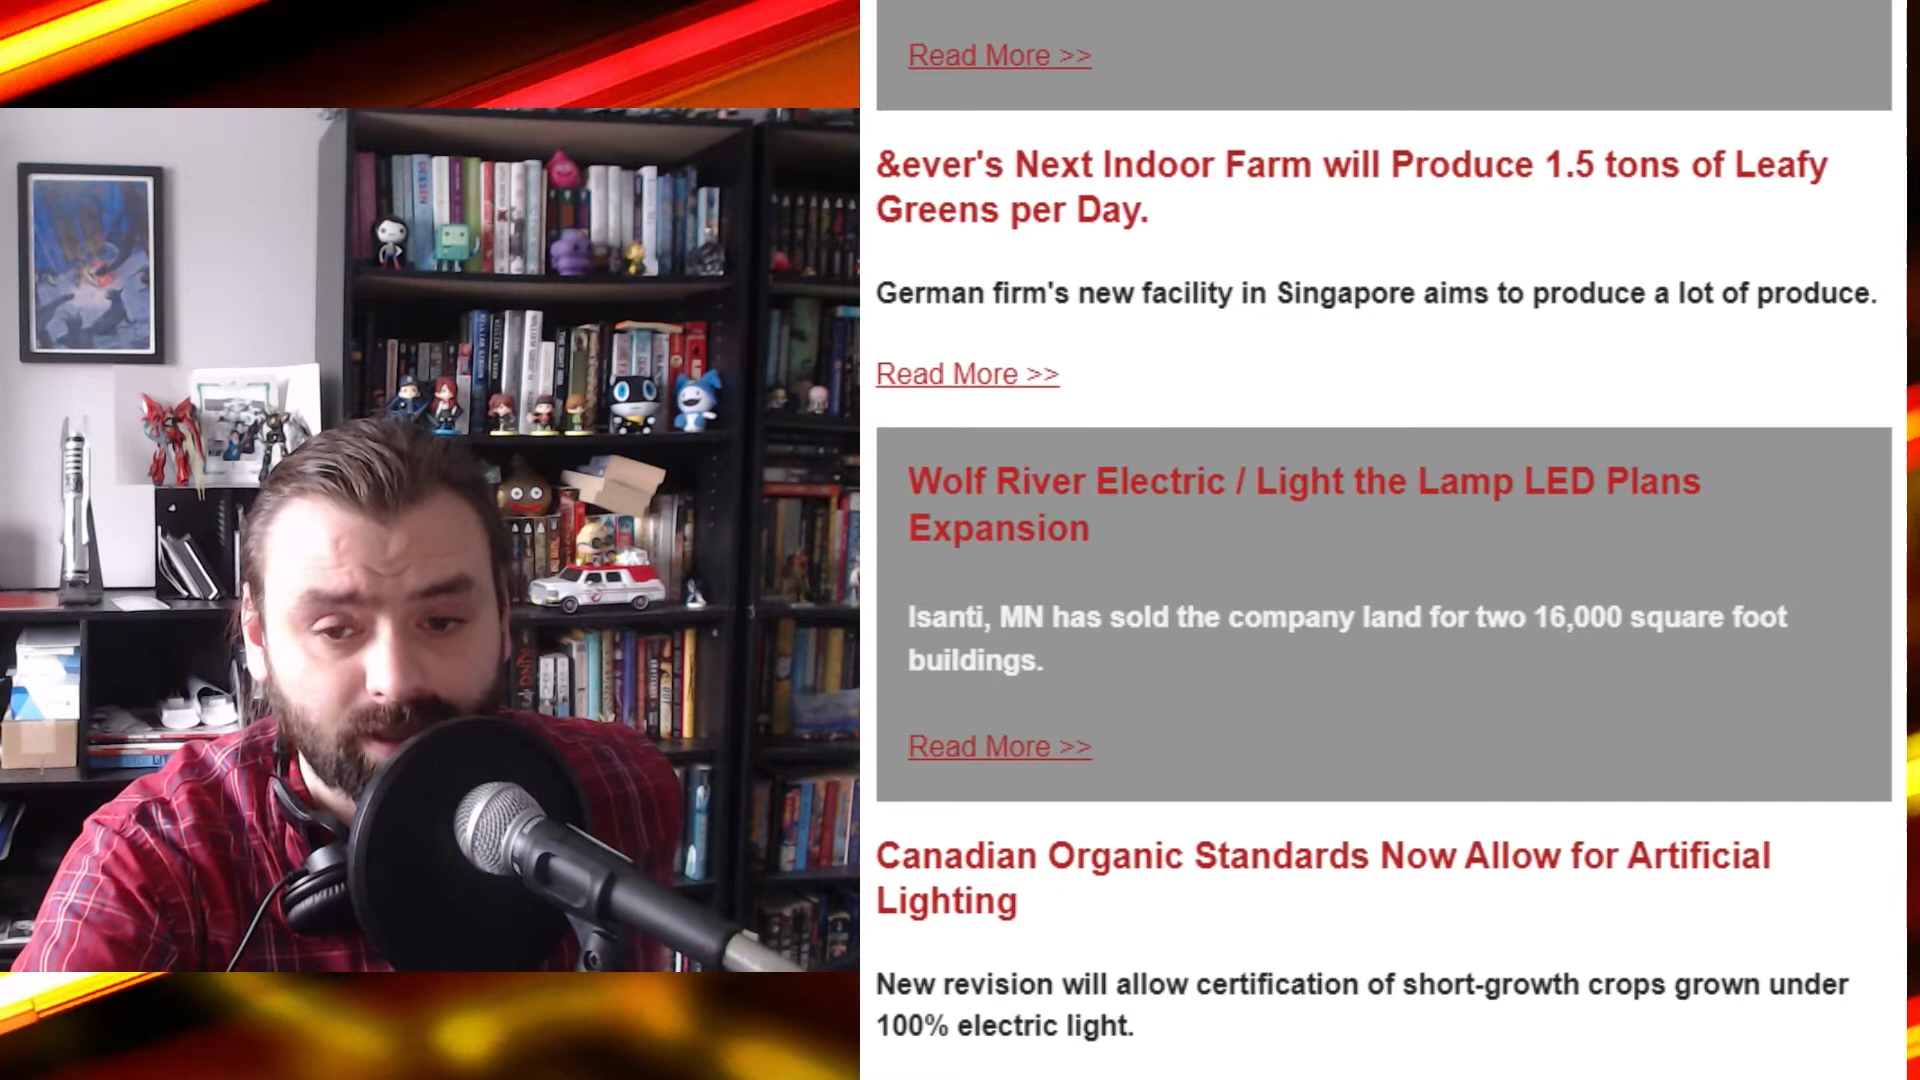 Read More >>
&ever's Next Indoor Farm will Produce 1.5 tons of Leafy
Greens per Day.
German firm's new facility in Singapore aims to produce a lot of produce.
Read More >>
Wolf River Electric / Light the Lamp LED Plans
Expansion
Isanti, MN has sold the company land for two 16,000 square foot
buildings.
Read More >>
Canadian Organic Standards Now Allow for Artificial
Lighting
New revision will allow certification of short-growth crops grown under
100% electric light.